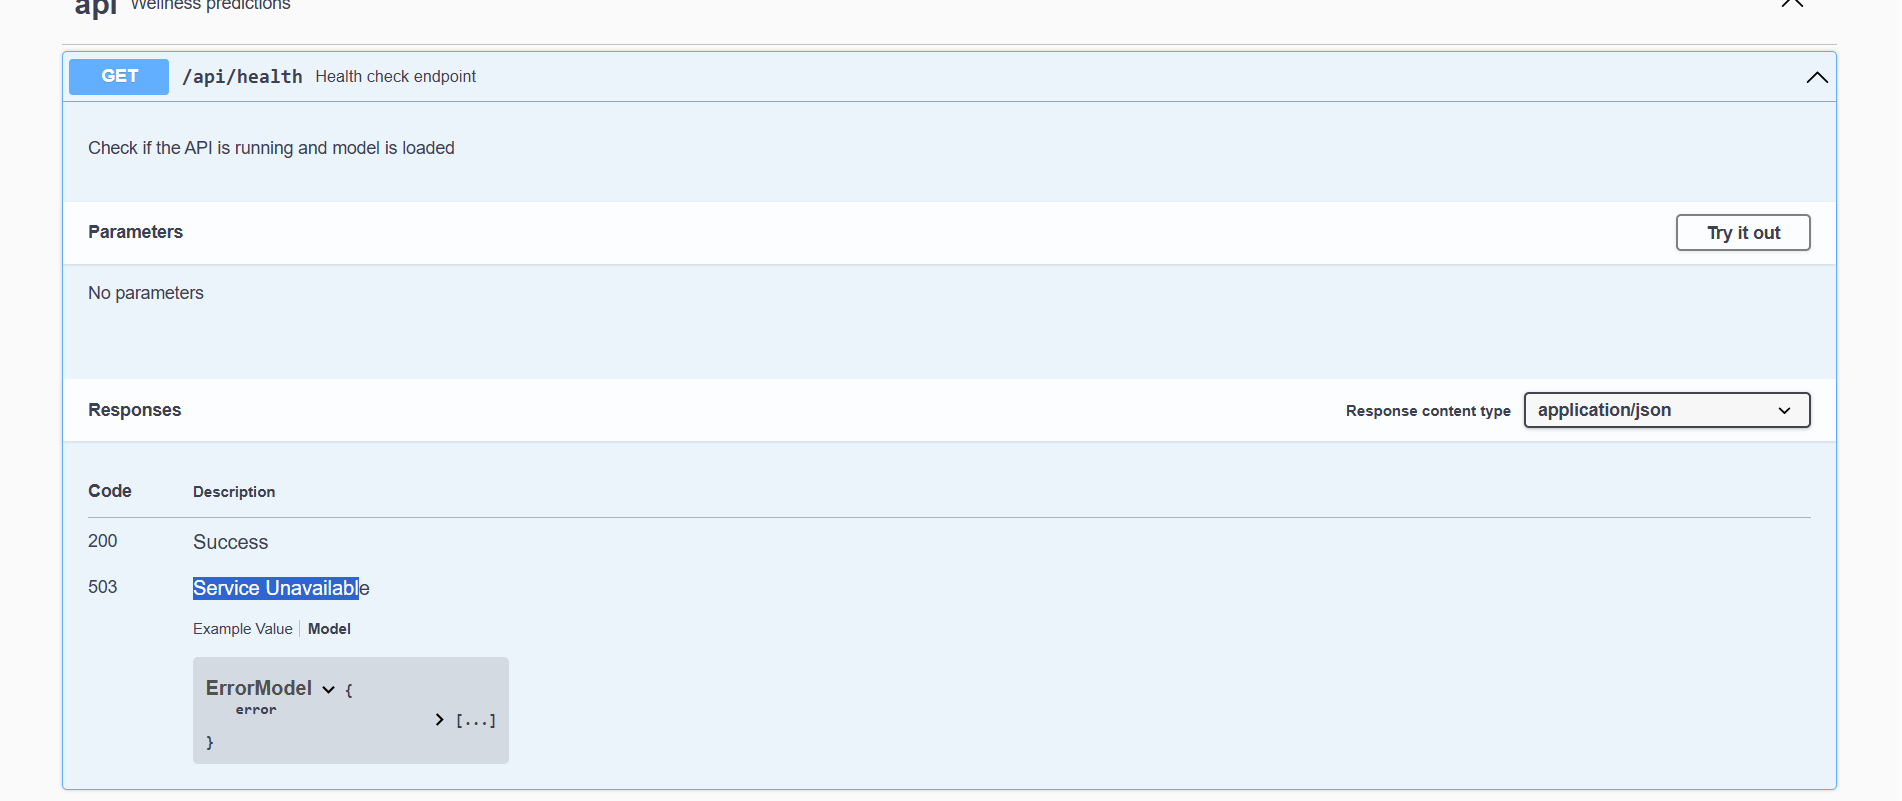 api Wellness predictions
GET /api/health Health check endpoint
Check if the API is running and model is loaded
Parameters Try it out
No parameters
Responses Response content type application/json
Code Description
200 Success
503 Service Unavailable
Example Value Model
ErrorModel {
error
[...]
}